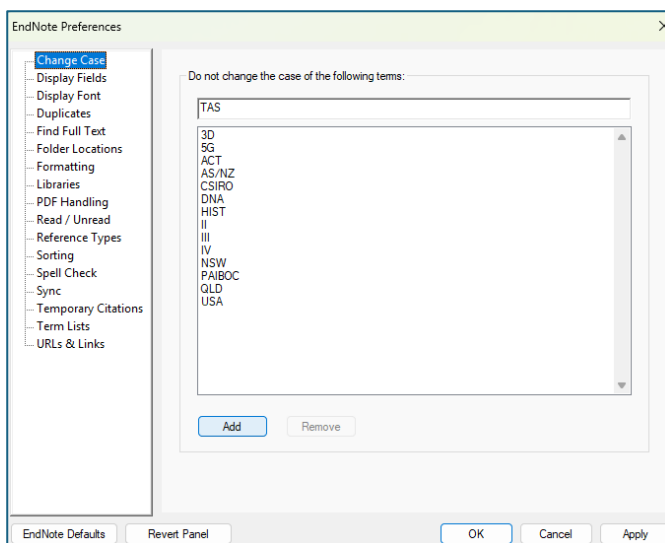 EndNote Preferences
Change Case
Display Fields
Display Font
Duplicates
Find Full Text
Folder Locations
Formatting
Libraries
PDF Handling
Read / Unread
Reference Types
Sorting
Spell Check
Sync
Temporary Citations
Term Lists
URLs & Links
Do not change the case of the following terms:
TAS
3D
5G
ACT
AS/NZ
CSIRO
DNA
HIST
II
III
IV
NSW
PAIBOC
QLD
USA
Add
Remove
EndNote Defaults
Revert Panel
OK
Cancel
Apply